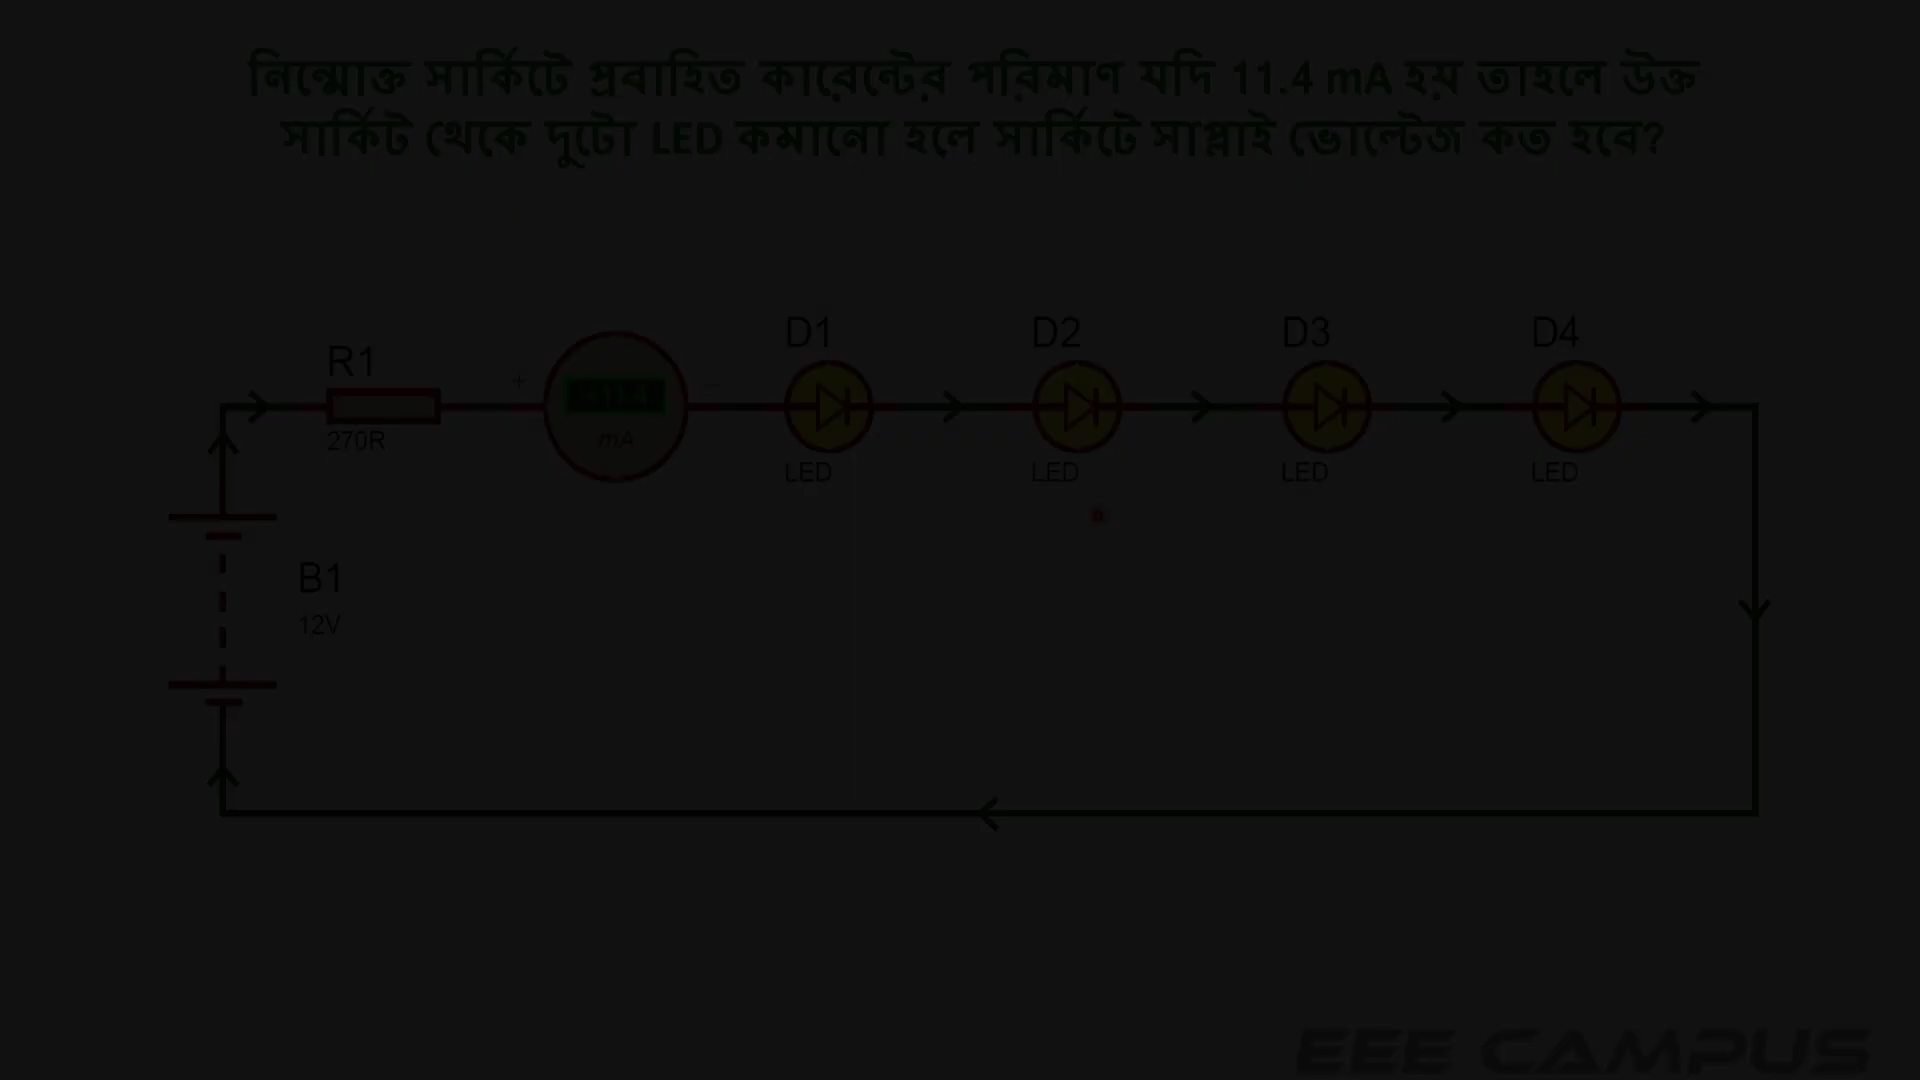 নিম্মোক্ত সার্কিটে প্রবাহিত কারেন্টের পরিমাণ যদি 11.4 mA হয় তাহলে উক্ত
সার্কিট থেকে দুটো LED কমানো হলে সার্কিটে সাপ্লাই ভোল্টেজ কত হবে?
D1
D2
D3
D4
R1
+
mA
270R
LED
LED
LED
LED
B1
12V
EEE CAMPUS